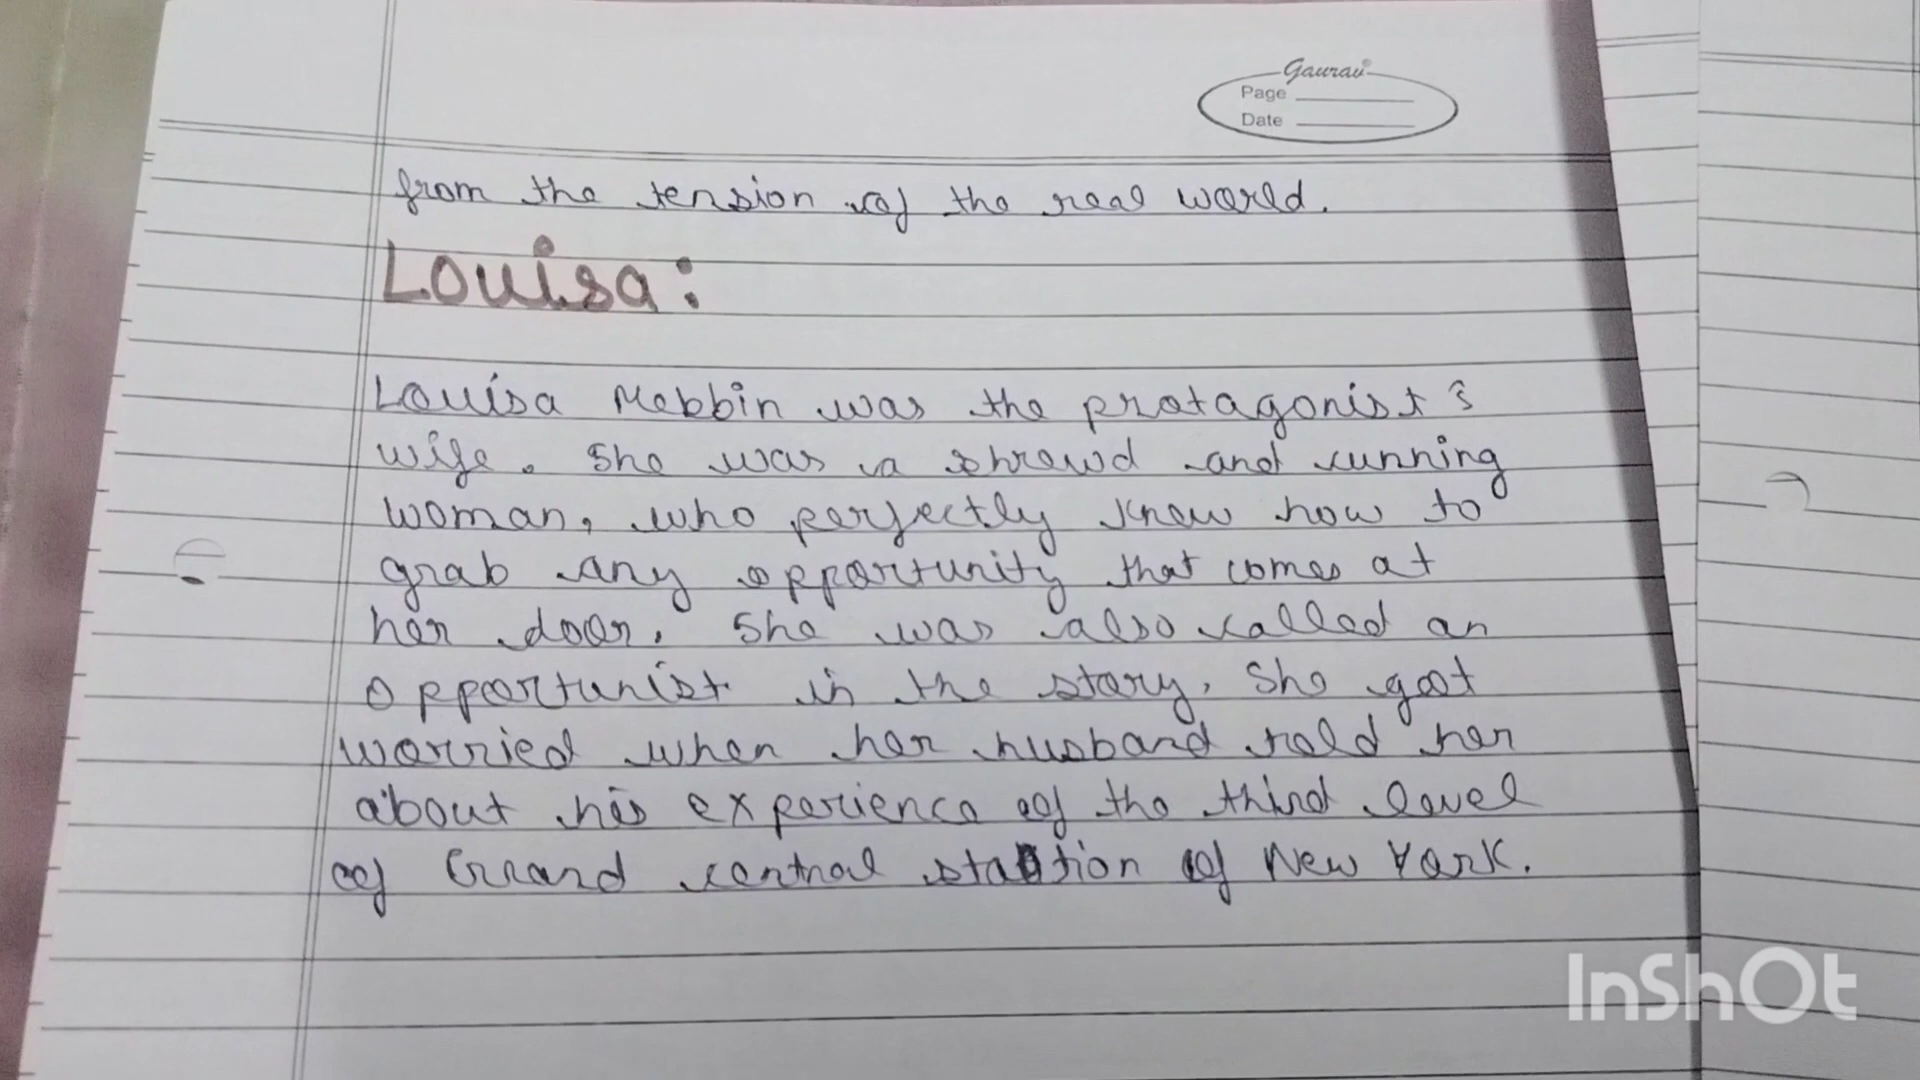 Gaurav
Page
Date
from the tension of the real world.
Louisa:
Louisa Mebbin was the protagonist's
wife. She was a shrewd and cunning
woman, who perfectly knew how to
grab any opportunity that comes at
her door. She was also called an
opportunist in the story. She got
worried when her husband told her
about his experience of the third level
of Grand central station of New York.
InShOt